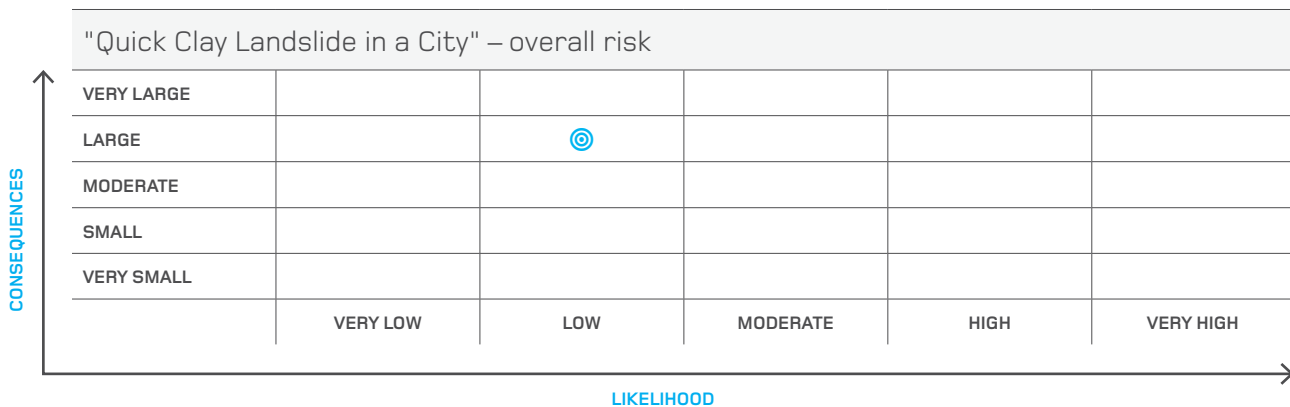 "Quick Clay Landslide in a City" – overall risk
VERY LARGE
LARGE
MODERATE
SMALL
VERY SMALL
VERY LOW LOW MODERATE HIGH VERY HIGH
CONSEQUENCES
LIKELIHOOD